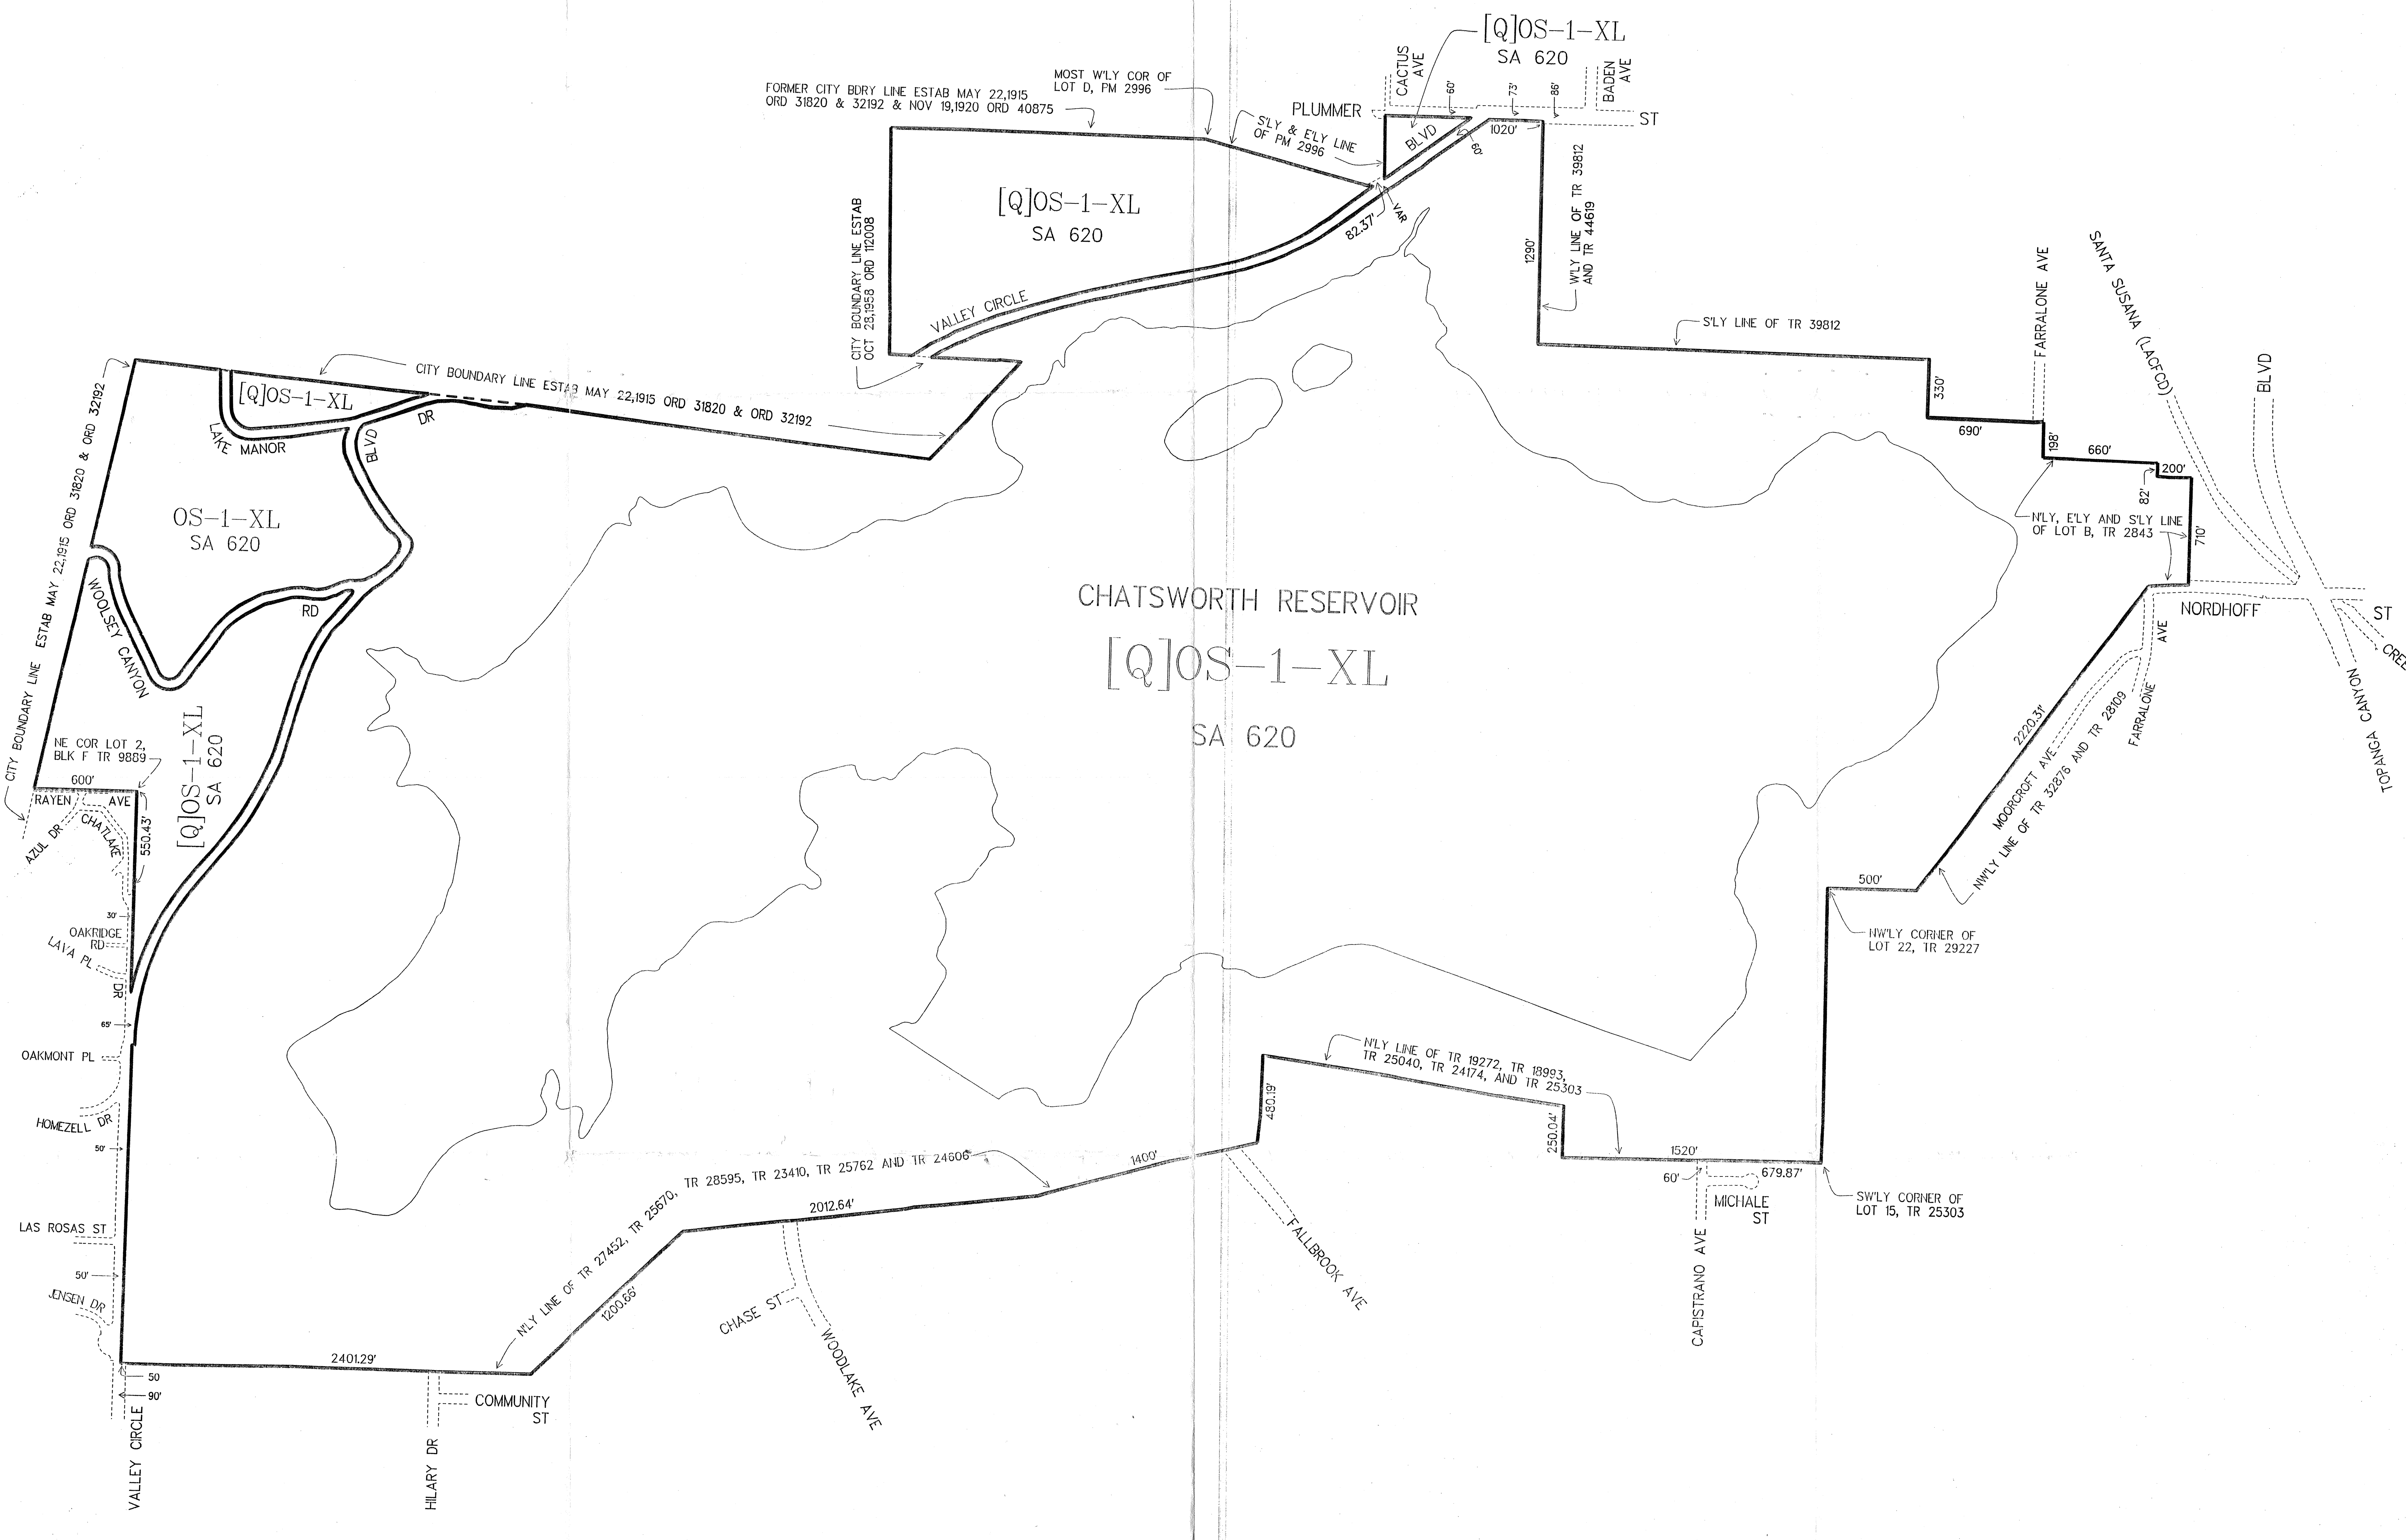 [Q]OS-1-XL
SA 620
CACTUS
AVE
BADEN
AVE
60'
73'
86'
MOST W'LY COR OF
LOT D, PM 2996
FORMER CITY BDRY LINE ESTAB MAY 22,1915
ORD 31820 & 32192 & NOV 19,1920 ORD 40875
PLUMMER
ST
S'LY & E'LY LINE
OF PM 2996
BLVD
60'
1020'
W'LY LINE OF TR 39812
AND TR 44619
1290'
[Q]OS-1-XL
SA 620
VAR
82.37'
CITY BOUNDARY LINE ESTAB
OCT 28,1958 ORD 112008
VALLEY CIRCLE
S'LY LINE OF TR 39812
FARRALONE AVE
SANTA SUSANA (LACFCD)
BLVD
330'
690'
198'
660'
200'
82'
710'
N'LY, E'LY AND S'LY LINE
OF LOT B, TR 2843
CITY BOUNDARY LINE ESTAB MAY 22,1915 ORD 31820 & ORD 32192
[Q]OS-1-XL
LAKE MANOR
DR
BLVD
CITY BOUNDARY LINE ESTAB MAY 22,1915 ORD 31820 & ORD 32192
OS-1-XL
SA 620
WOOLSEY CANYON
RD
CHATSWORTH RESERVOIR
[Q]OS-1-XL
SA 620
NORDHOFF
ST
AVE
FARRALONE
CREE
TOPANGA CANYON
2220.31'
MOORCROFT AVE
NW'LY LINE OF TR 32876 AND TR 28109
[Q]OS-1-XL
SA 620
NE COR LOT 2,
BLK F TR 9889
600'
RAYEN AVE
AZUL DR
CHATLAKE
550.43'
500'
NW'LY CORNER OF
LOT 22, TR 29227
30'
OAKRIDGE
RD
LAVA PL
DR
65'
OAKMONT PL
HOMEZELL DR
50'
N'LY LINE OF TR 19272, TR 18993,
TR 25040, TR 24174, AND TR 25303
480.19'
250.04'
1520'
60'
679.87'
MICHALE
ST
SW'LY CORNER OF
LOT 15, TR 25303
CAPISTRANO AVE
N'LY LINE OF TR 27452, TR 25670, TR 28595, TR 23410, TR 25762 AND TR 24606
1400'
2012.64'
1200.66'
FALLBROOK AVE
CHASE ST
WOODLAKE AVE
LAS ROSAS ST
50'
JENSEN DR
2401.29'
50
90'
COMMUNITY
ST
VALLEY CIRCLE
HILARY DR